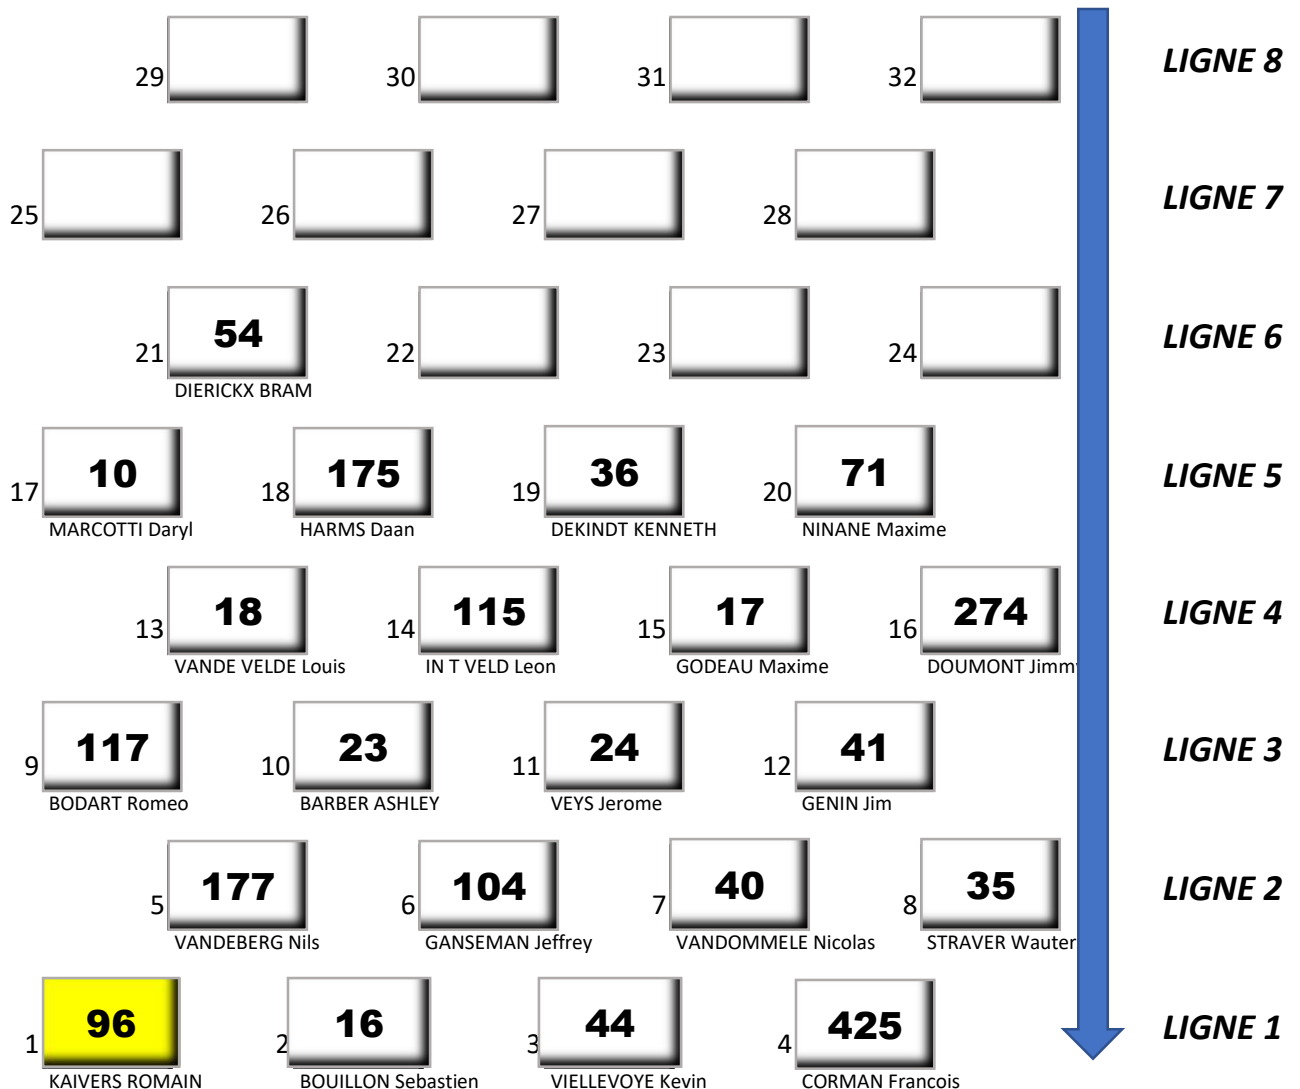 29 30 31 32 LIGNE 8
25 26 27 28 LIGNE 7
21 54 22 23 24 LIGNE 6
DIERICKX BRAM
17 10 18 175 19 36 20 71 LIGNE 5
MARCOTTI Daryl HARMS Daan DEKINDT KENNETH NINANE Maxime
13 18 14 115 15 17 16 274 LIGNE 4
VANDE VELDE Louis IN T VELD Leon GODEAU Maxime DOUMONT Jimmy
9 117 10 23 11 24 12 41 LIGNE 3
BODART Romeo BARBER ASHLEY VEYS Jerome GENIN Jim
5 177 6 104 7 40 8 35 LIGNE 2
VANDEBERG Nils GANSEMAN Jeffrey VANDOMMELE Nicolas STRAVER Wauter
1 96 2 16 3 44 4 425 LIGNE 1
KAIVERS ROMAIN BOUILLON Sebastien VIELLEVOYE Kevin CORMAN Francois